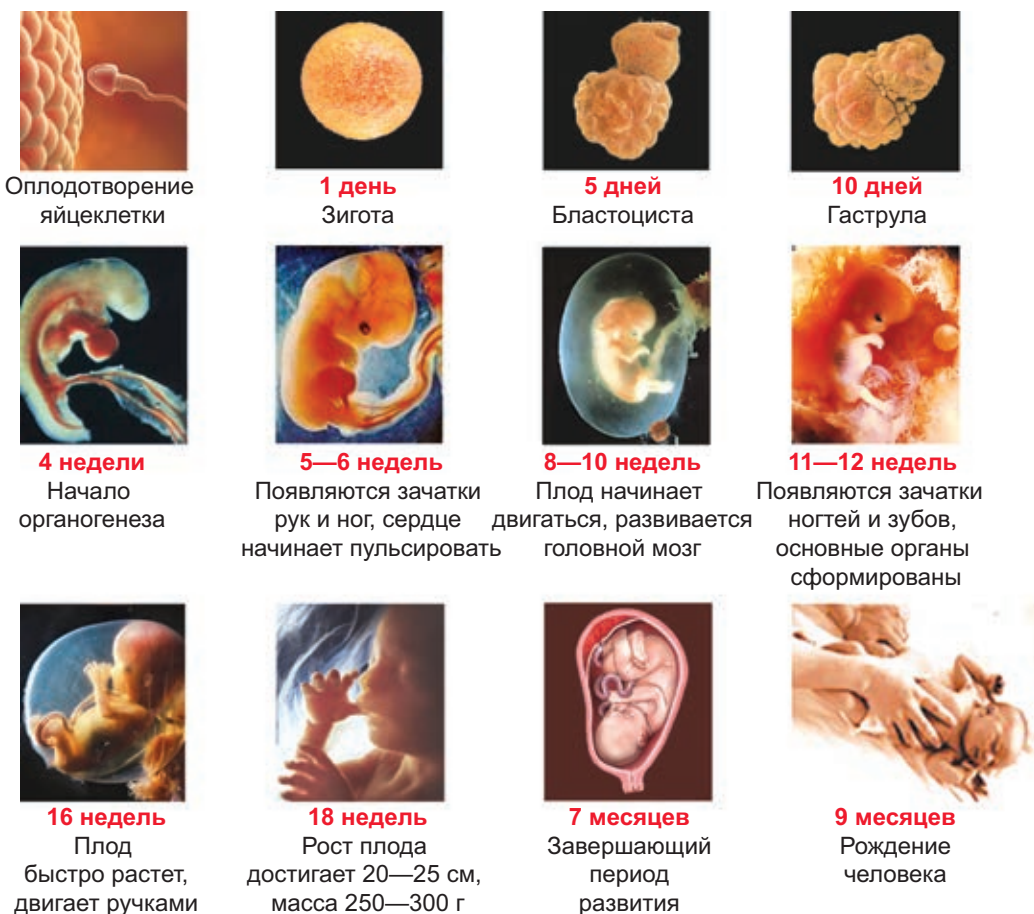 Оплодотворение
яйцеклетки
1 день
Зигота
5 дней
Бластоциста
10 дней
Гаструла
4 недели
Начало
органогенеза
5—6 недель
Появляются зачатки
рук и ног, сердце
начинает пульсировать
8—10 недель
Плод начинает
двигаться, развивается
головной мозг
11—12 недель
Появляются зачатки
ногтей и зубов,
основные органы
сформированы
16 недель
Плод
быстро растет,
двигает ручками
18 недель
Рост плода
достигает 20—25 см,
масса 250—300 г
7 месяцев
Завершающий
период
развития
9 месяцев
Рождение
человека